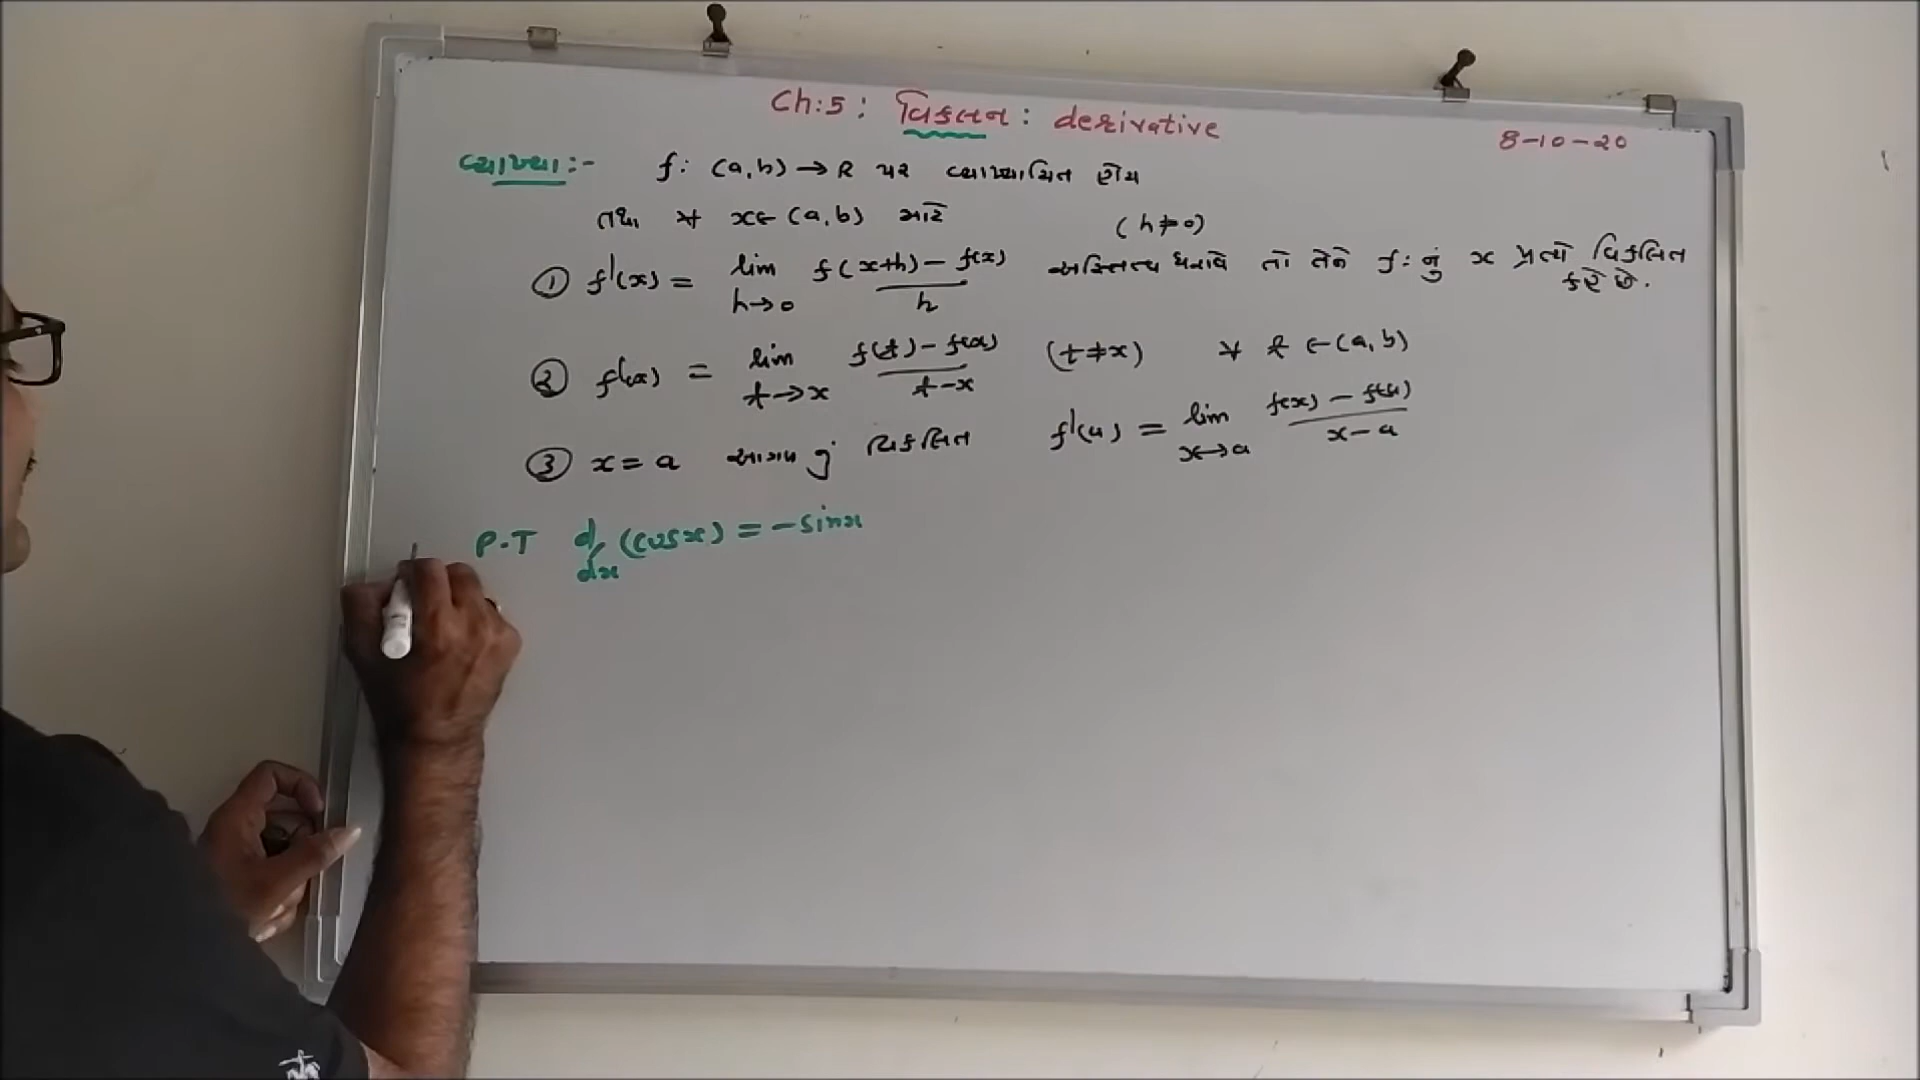 Ch:5: વિકલન: derivative
8-10-20
વ્યાખ્યા:- f: (a,b) → R પર વ્યાખ્યાયિત હોય
તથા ∀ x ∈ (a,b) માટે (h≠0)
① f'(x) = lim h→0 f(x+h) - f(x) / h અસ્તિત્વ ધરાવે તો તેને f: નું x પ્રત્યે વિકલિત કહે છે.
② f'(x) = lim t→x f(t) - f(x) / t-x (t≠x) ∀ t ∈ (a,b)
③ x = a આગળ નું વિકલિત f'(a) = lim x→a f(x) - f(a) / x-a
P.T d/dx (cosx) = -sinx